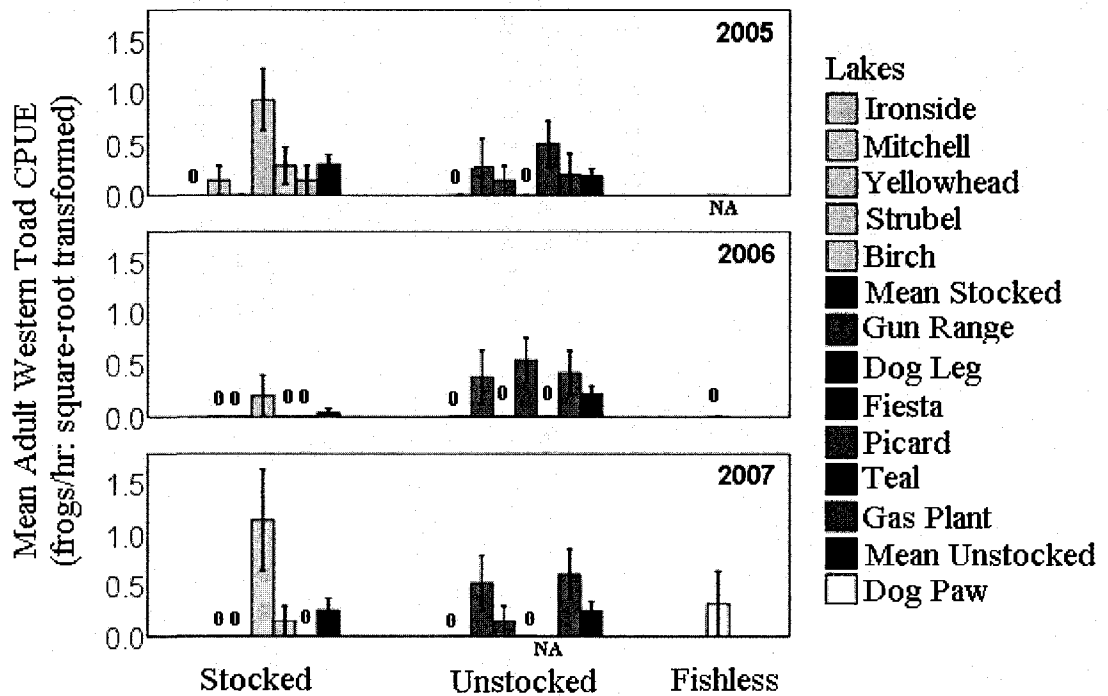 Mean Adult Western Toad CPUE
(frogs/hr: square-root transformed)
2005
1.5
1.0
0.5
0.0
0
0
0
NA
2006
1.5
1.0
0.5
0.0
0 0
0 0
0
0
0
0
2007
1.5
1.0
0.5
0.0
0 0
0
0
0
NA
Stocked
Unstocked
Fishless
Lakes
Ironside
Mitchell
Yellowhead
Strubel
Birch
Mean Stocked
Gun Range
Dog Leg
Fiesta
Picard
Teal
Gas Plant
Mean Unstocked
Dog Paw